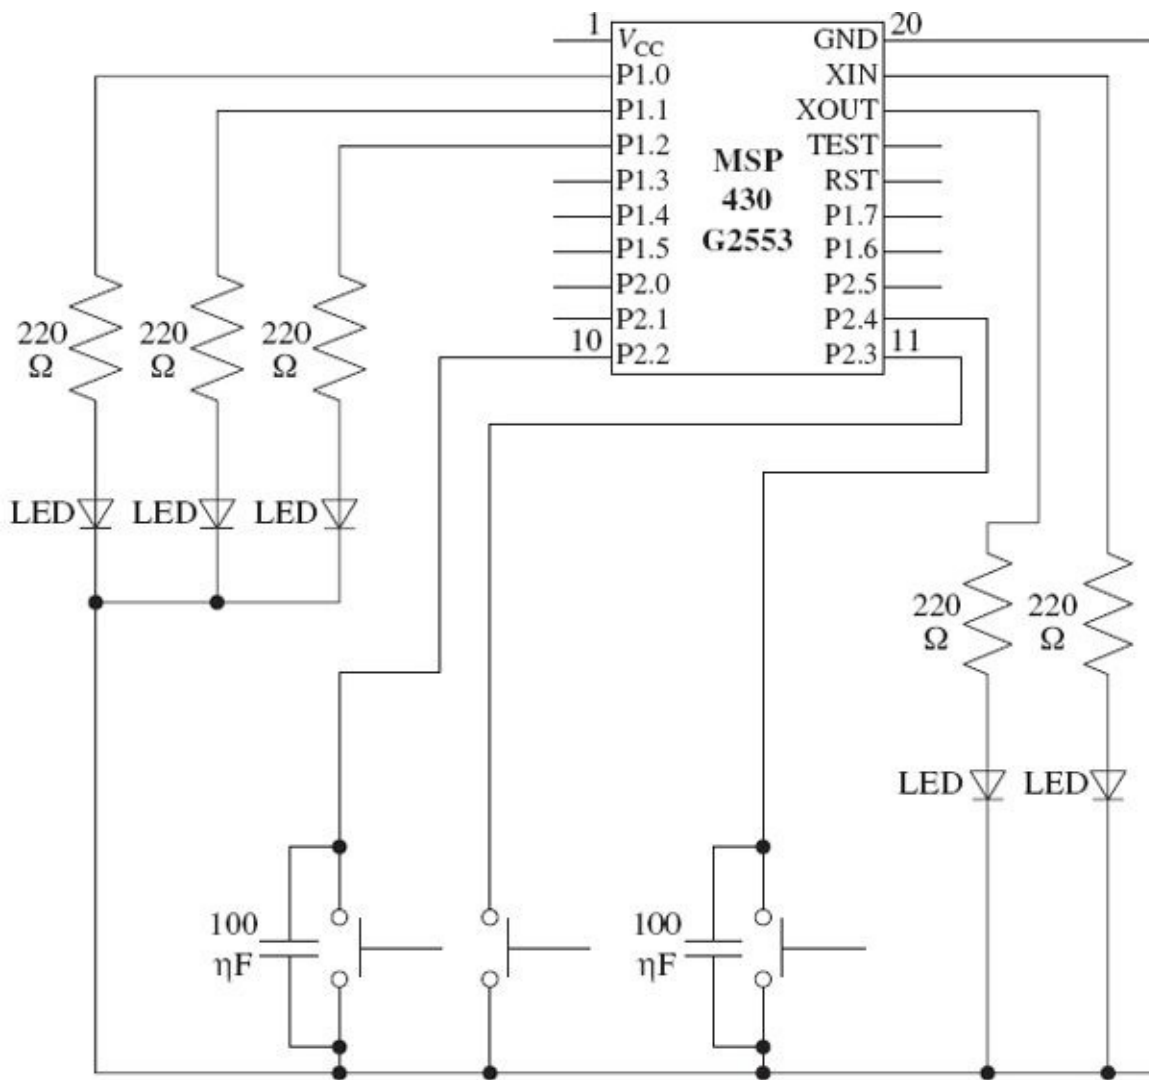 1
20
V_CC
GND
P1.0
XIN
P1.1
XOUT
P1.2
TEST
MSP
430
G2553
P1.3
RST
P1.4
P1.7
P1.5
P1.6
P2.0
P2.5
P2.1
P2.4
10
P2.2
P2.3
11
220
Ω
220
Ω
220
Ω
LED
LED
LED
220
Ω
220
Ω
LED
LED
100
ηF
100
ηF